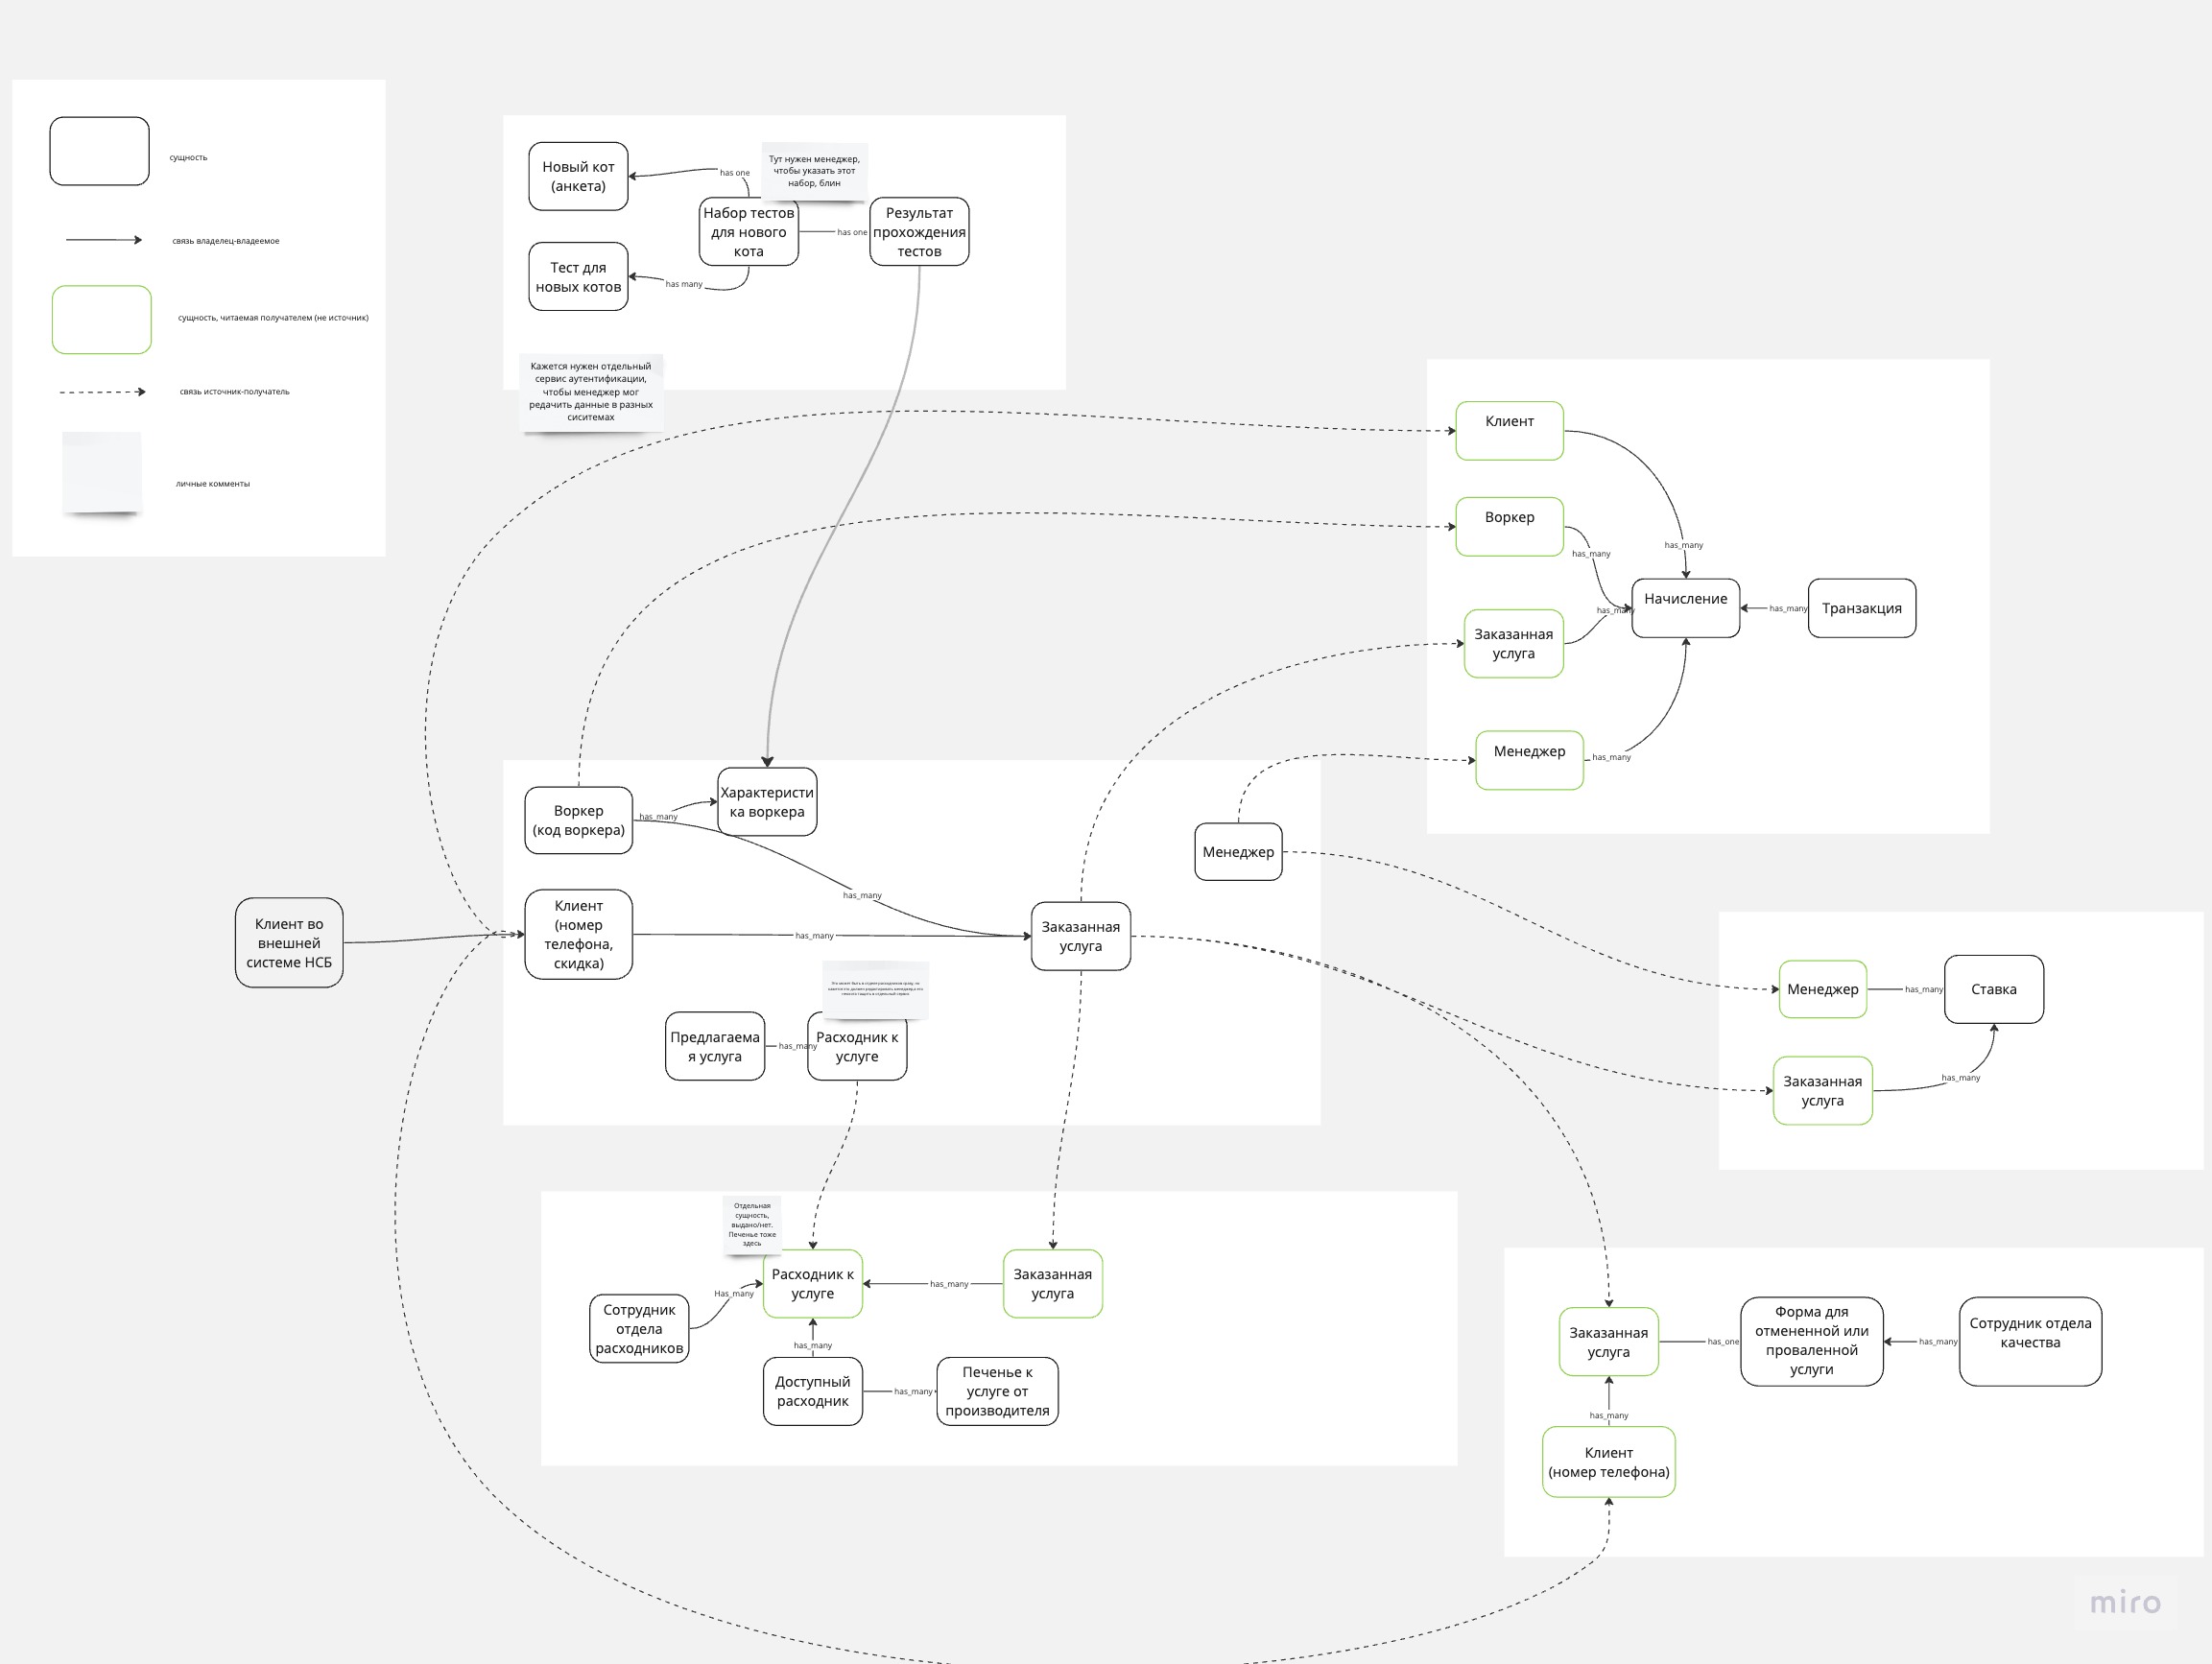 сущность
связь владелец-владеемое
сущность, читаемая получателем (не источник)
связь источник-получатель
личные комменты
Новый кот
(анкета)
has one
Тут нужен менеджер,
чтобы указать этот
набор, блин
Набор тестов
для нового
кота
has one
Результат
прохождения
тестов
Тест для
новых котов
has many
Кажется нужен отдельный
сервис аутентификации,
чтобы менеджер мог
редачить данные в разных
сиситемах
Клиент
has_many
Воркер
has_many
Начисление
has_many
Транзакция
has_many
Заказанная
услуга
Менеджер
has_many
Воркер
(код воркера)
has_many
Характеристи
ка воркера
has_many
Менеджер
Клиент во
внешней
системе НСБ
Клиент
(номер
телефона,
скидка)
has_many
Заказанная
услуга
Предлагаема
я услуга
has_many
Расходник к
услуге
Менеджер
has_many
Ставка
Заказанная
услуга
has_many
Отдельная
сущность,
выдано/нет.
Печенье тоже
здесь
Расходник к
услуге
has_many
Заказанная
услуга
Has_many
Сотрудник
отдела
расходников
has_many
Доступный
расходник
has_many
Печенье к
услуге от
производителя
Заказанная
услуга
has_one
Форма для
отмененной или
проваленной
услуги
has_many
Сотрудник отдела
качества
has_many
Клиент
(номер телефона)
miro